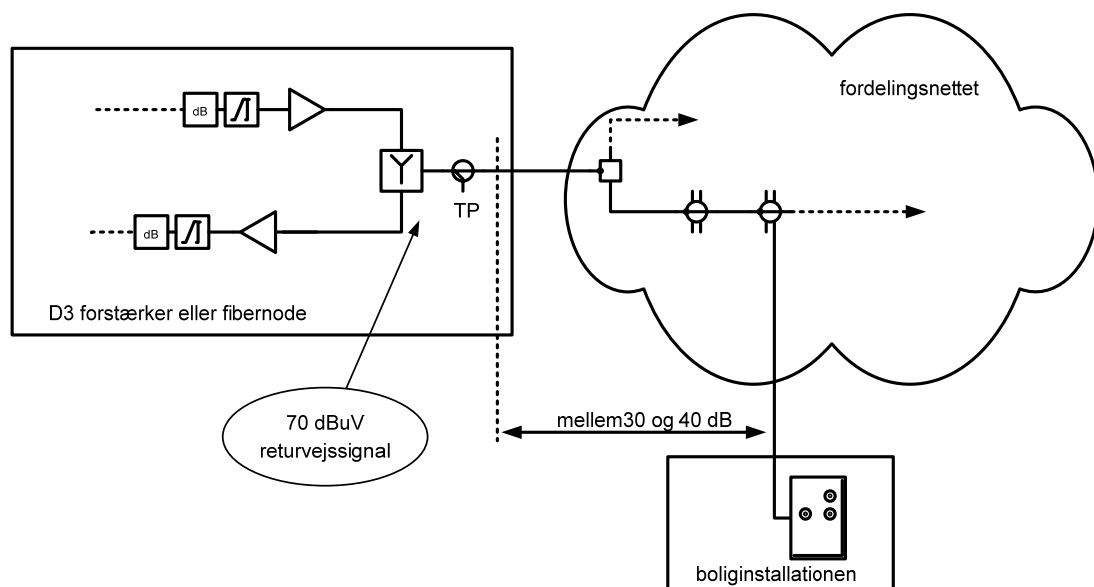 fordelingsnettet
dB
TP
dB
D3 forstærker eller fibernode
70 dBuV
returvejssignal
mellem30 og 40 dB
boliginstallationen